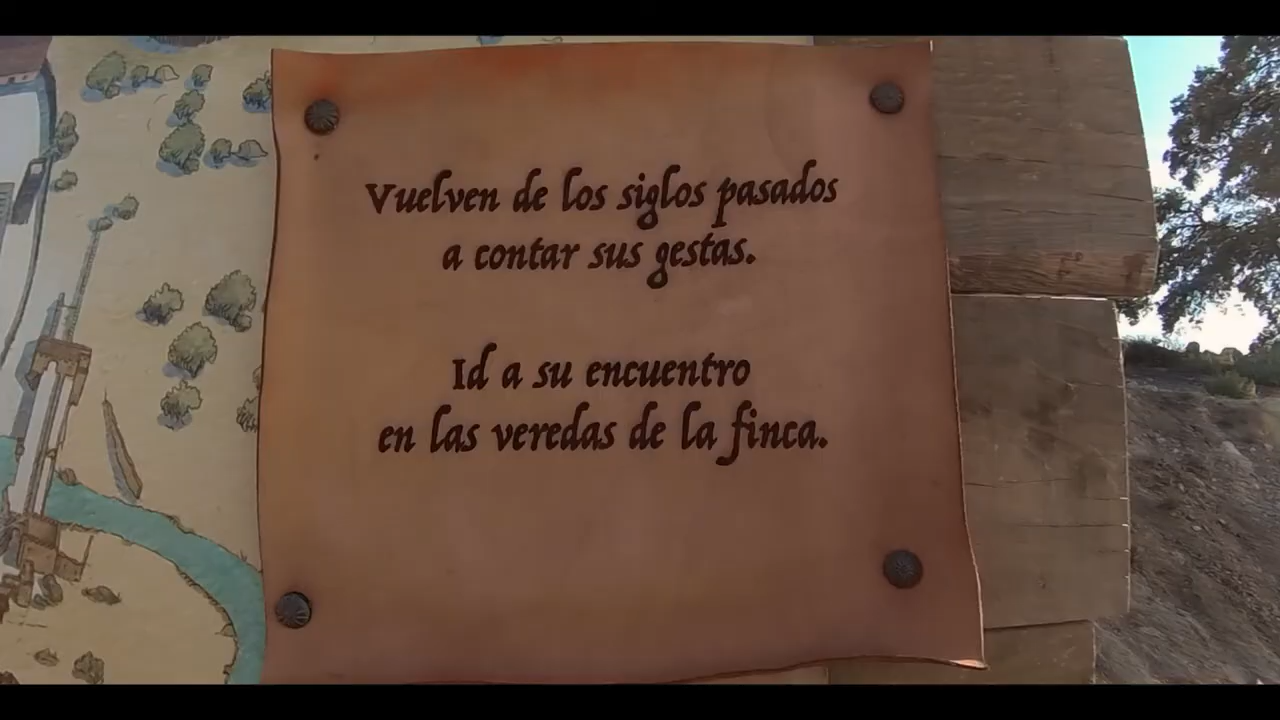 Vuelven de los siglos pasados
a contar sus gestas.
Id a su encuentro
en las veredas de la finca.